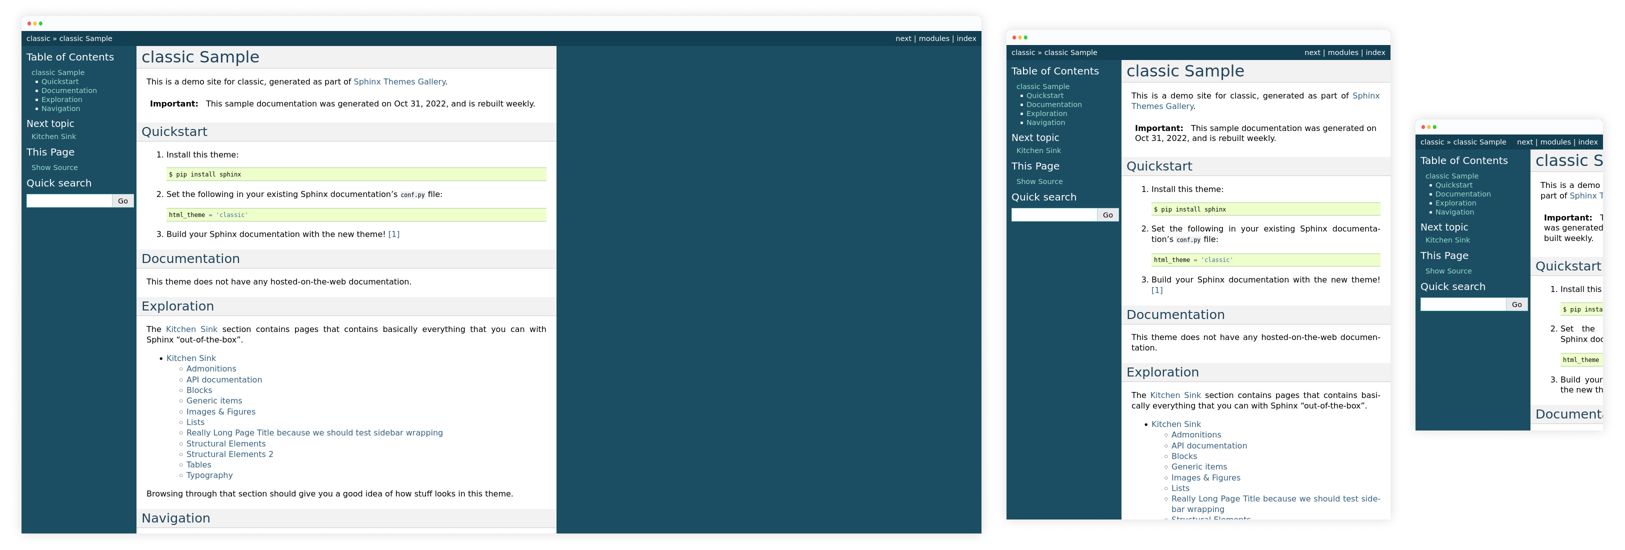 classic » classic Sample
next | modules | index
Table of Contents
classic Sample
Quickstart
Documentation
Exploration
Navigation
Next topic
Kitchen Sink
This Page
Show Source
Quick search
Go
classic Sample
This is a demo site for classic, generated as part of Sphinx Themes Gallery.
Important: This sample documentation was generated on Oct 31, 2022, and is rebuilt weekly.
Quickstart
1. Install this theme:
$ pip install sphinx
2. Set the following in your existing Sphinx documentation’s conf.py file:
html_theme = 'classic'
3. Build your Sphinx documentation with the new theme! [1]
Documentation
This theme does not have any hosted-on-the-web documentation.
Exploration
The Kitchen Sink section contains pages that contains basically everything that you can with
Sphinx “out-of-the-box”.
Kitchen Sink
Admonitions
API documentation
Blocks
Generic items
Images & Figures
Lists
Really Long Page Title because we should test sidebar wrapping
Structural Elements
Structural Elements 2
Tables
Typography
Browsing through that section should give you a good idea of how stuff looks in this theme.
Navigation
classic » classic Sample
next | modules | index
Table of Contents
classic Sample
Quickstart
Documentation
Exploration
Navigation
Next topic
Kitchen Sink
This Page
Show Source
Quick search
Go
classic Sample
This is a demo site for classic, generated as part of Sphinx
Themes Gallery.
Important: This sample documentation was generated on
Oct 31, 2022, and is rebuilt weekly.
Quickstart
1. Install this theme:
$ pip install sphinx
2. Set the following in your existing Sphinx documenta-
tion’s conf.py file:
html_theme = 'classic'
3. Build your Sphinx documentation with the new theme!
[1]
Documentation
This theme does not have any hosted-on-the-web documen-
tation.
Exploration
The Kitchen Sink section contains pages that contains basi-
cally everything that you can with Sphinx “out-of-the-box”.
Kitchen Sink
Admonitions
API documentation
Blocks
Generic items
Images & Figures
Lists
Really Long Page Title because we should test side-
bar wrapping
Structural Elements
classic » classic Sample
next | modules | index
Table of Contents
classic Sample
Quickstart
Documentation
Exploration
Navigation
Next topic
Kitchen Sink
This Page
Show Source
Quick search
Go
classic S
This is a demo
part of Sphinx T
Important: T
was generated
built weekly.
Quickstart
1. Install this
$ pip insta
2. Set the
Sphinx doc
html_theme
3. Build your
the new th
Documenta